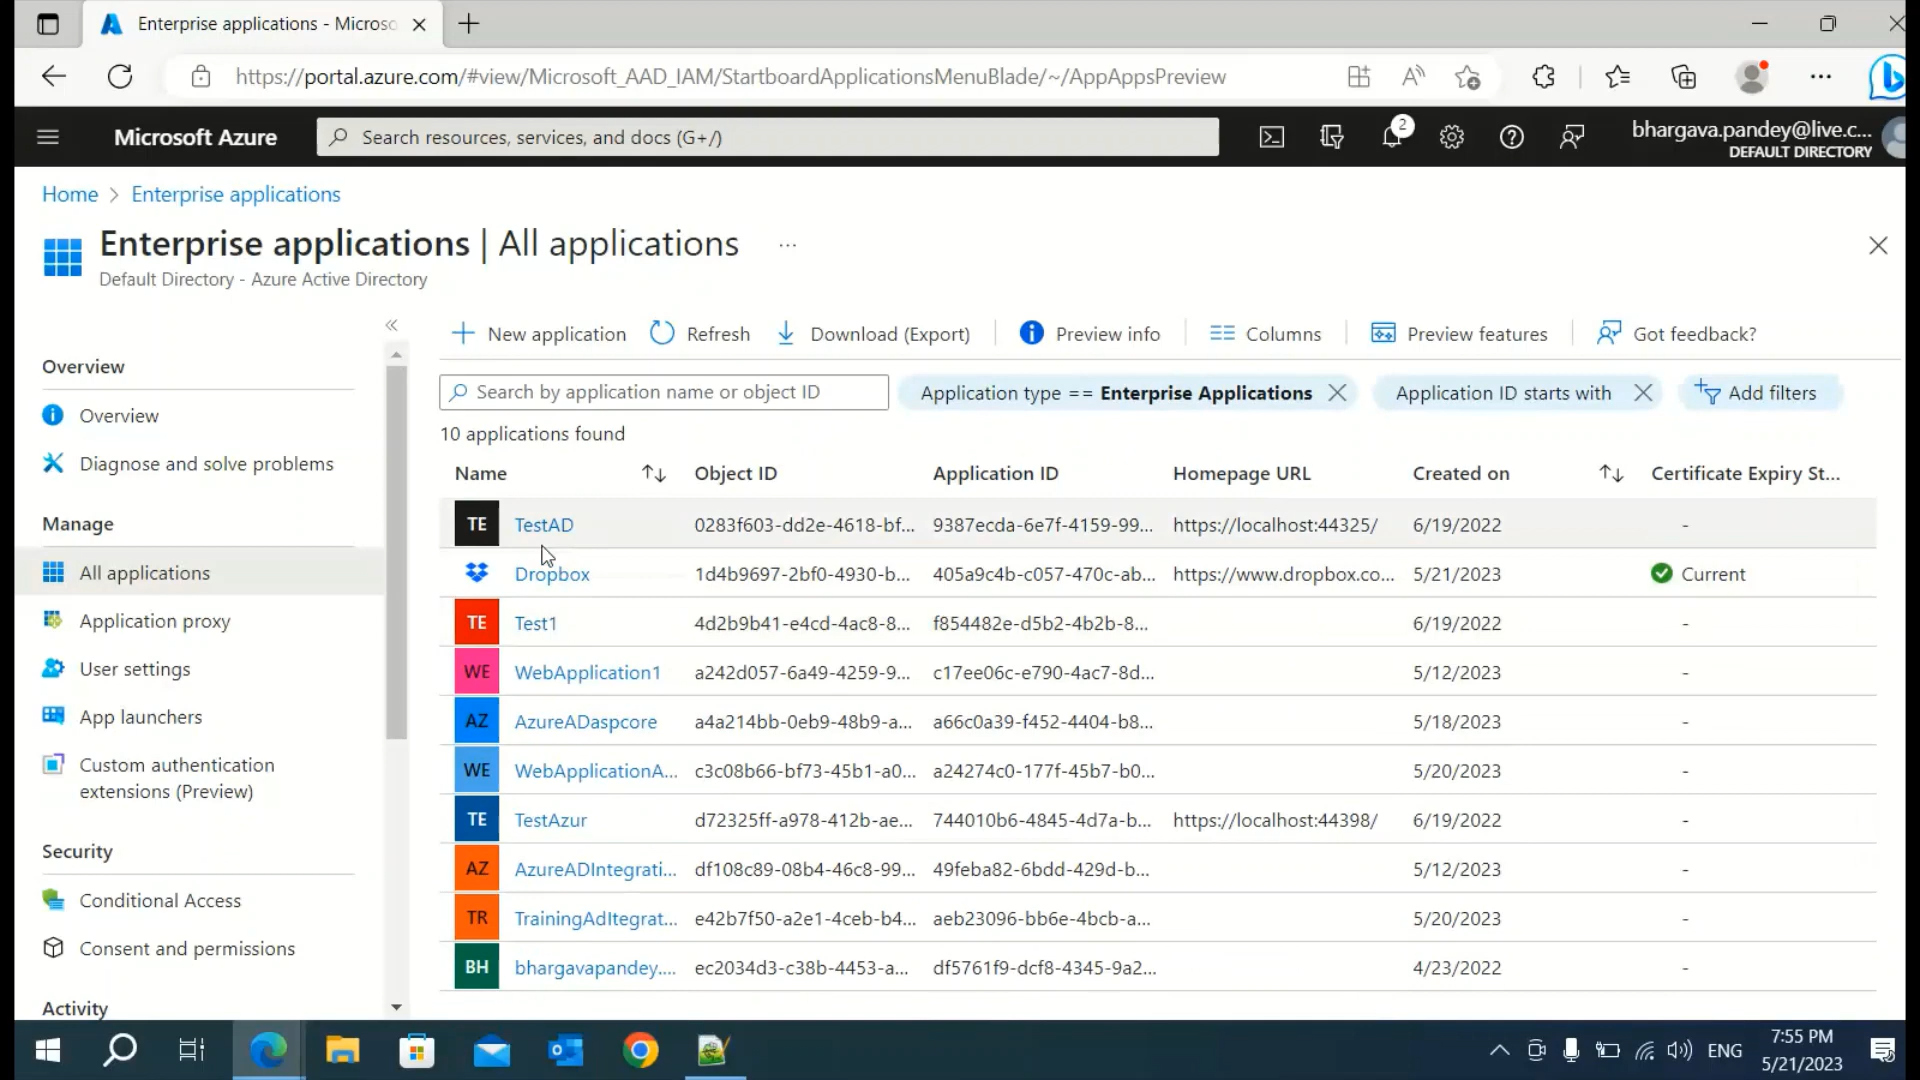 Enterprise applications - Microso
https://portal.azure.com/#view/Microsoft_AAD_IAM/StartboardApplicationsMenuBlade/~/AppAppsPreview
Microsoft Azure
Search resources, services, and docs (G+/)
2
bhargava.pandey@live.c...
DEFAULT DIRECTORY
Home > Enterprise applications
Enterprise applications | All applications ...
Default Directory - Azure Active Directory
New application
Refresh
Download (Export)
Preview info
Columns
Preview features
Got feedback?
Overview
Overview
Diagnose and solve problems
Manage
All applications
Application proxy
User settings
App launchers
Custom authentication
extensions (Preview)
Security
Conditional Access
Consent and permissions
Activity
Search by application name or object ID
Application type == Enterprise Applications
Application ID starts with
Add filters
10 applications found
Name Object ID Application ID Homepage URL Created on Certificate Expiry St...
TE TestAD 0283f603-dd2e-4618-bf... 9387ecda-6e7f-4159-99... https://localhost:44325/ 6/19/2022 -
Dropbox 1d4b9697-2bf0-4930-b... 405a9c4b-c057-470c-ab... https://www.dropbox.co... 5/21/2023 Current
TE Test1 4d2b9b41-e4cd-4ac8-8... f854482e-d5b2-4b2b-8... 6/19/2022 -
WE WebApplication1 a242d057-6a49-4259-9... c17ee06c-e790-4ac7-8d... 5/12/2023 -
AZ AzureADaspcore a4a214bb-0eb9-48b9-a... a66c0a39-f452-4404-b8... 5/18/2023 -
WE WebApplicationA... c3c08b66-bf73-45b1-a0... a24274c0-177f-45b7-b0... 5/20/2023 -
TE TestAzur d72325ff-a978-412b-ae... 744010b6-4845-4d7a-b... https://localhost:44398/ 6/19/2022 -
AZ AzureADIntegrati... df108c89-08b4-46c8-99... 49feba82-6bdd-429d-b... 5/12/2023 -
TR TrainingAdItegrat... e42b7f50-a2e1-4ceb-b4... aeb23096-bb6e-4bcb-a... 5/20/2023 -
BH bhargavapandey.... ec2034d3-c38b-4453-a... df5761f9-dcf8-4345-9a2... 4/23/2022 -
ENG
7:55 PM
5/21/2023